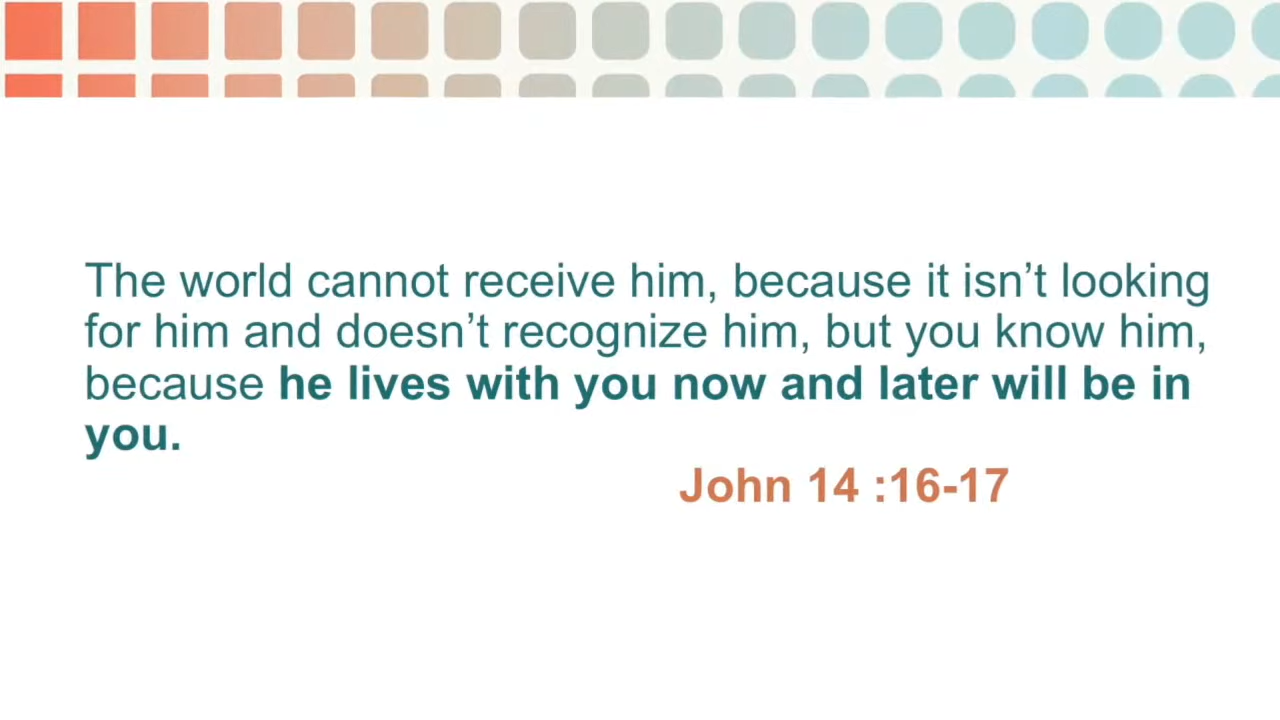 The world cannot receive him, because it isn’t looking
for him and doesn’t recognize him, but you know him,
because he lives with you now and later will be in
you.
John 14 :16-17